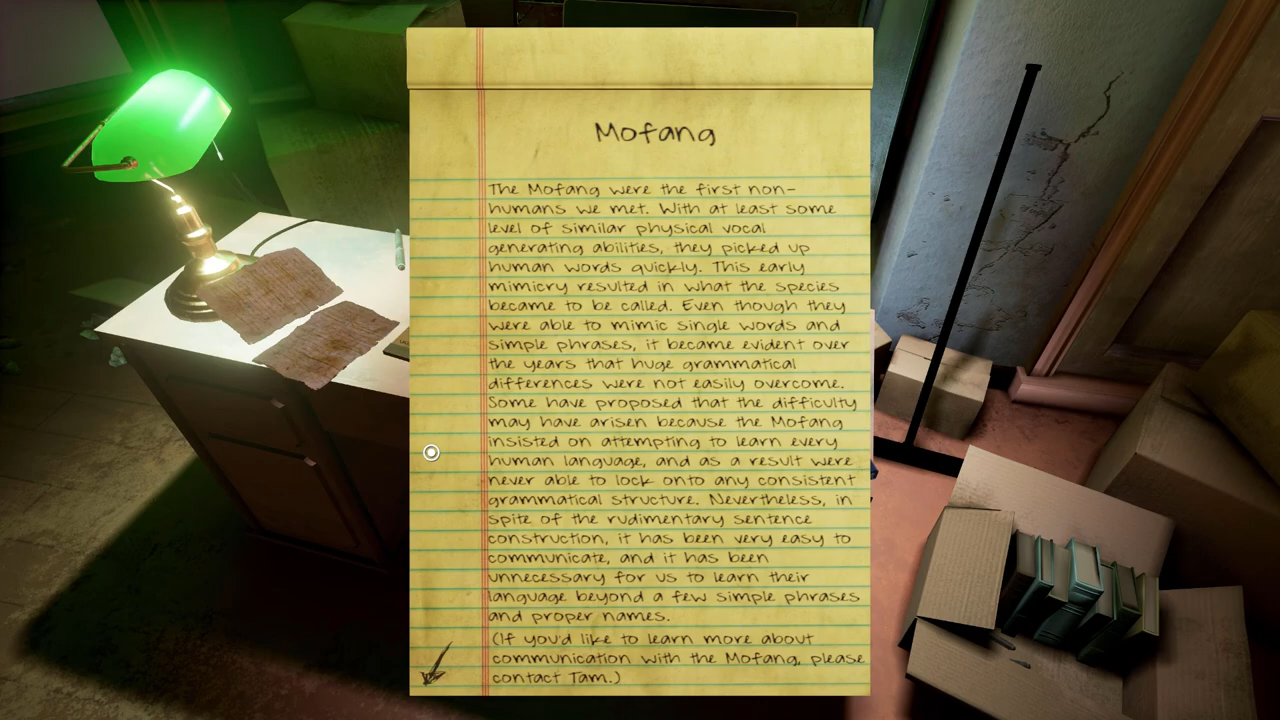 Mofang
The Mofang were the first non-
humans we met. With at least some
level of similar physical vocal
generating abilities, they picked up
human words quickly. This early
mimicry resulted in what the species
became to be called. Even though they
were able to mimic single words and
simple phrases, it became evident over
the years that huge grammatical
differences were not easily overcome.
Some have proposed that the difficulty
may have arisen because the Mofang
insisted on attempting to learn every
human language, and as a result were
never able to lock onto any consistent
grammatical structure. Nevertheless, in
spite of the rudimentary sentence
construction, it has been very easy to
communicate, and it has been
unnecessary for us to learn their
language beyond a few simple phrases
and proper names.
(If you'd like to learn more about
communication with the Mofang, please
contact Tam.)